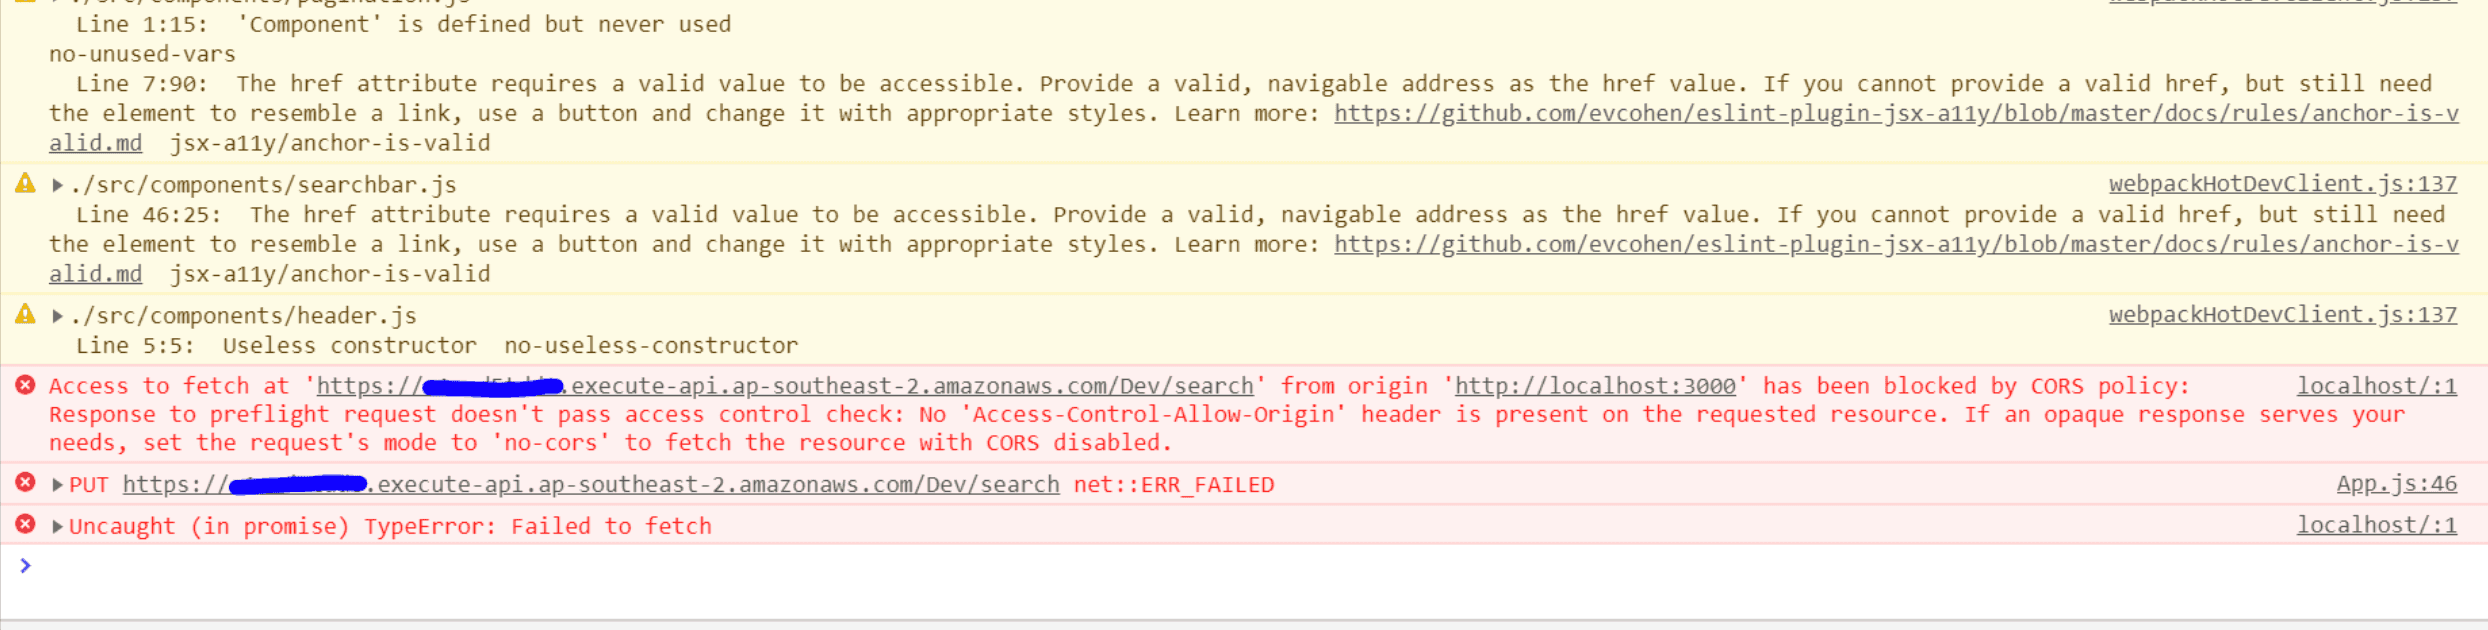 ./src/components/pagination.js
Line 1:15:  'Component' is defined but never used
no-unused-vars
Line 7:90:  The href attribute requires a valid value to be accessible. Provide a valid, navigable address as the href value. If you cannot provide a valid href, but still need
the element to resemble a link, use a button and change it with appropriate styles. Learn more: https://github.com/evcohen/eslint-plugin-jsx-a11y/blob/master/docs/rules/anchor-is-v
alid.md  jsx-a11y/anchor-is-valid
./src/components/searchbar.js webpackHotDevClient.js:137
Line 46:25:  The href attribute requires a valid value to be accessible. Provide a valid, navigable address as the href value. If you cannot provide a valid href, but still need
the element to resemble a link, use a button and change it with appropriate styles. Learn more: https://github.com/evcohen/eslint-plugin-jsx-a11y/blob/master/docs/rules/anchor-is-v
alid.md  jsx-a11y/anchor-is-valid
./src/components/header.js webpackHotDevClient.js:137
Line 5:5:  Useless constructor  no-useless-constructor
Access to fetch at 'https://.execute-api.ap-southeast-2.amazonaws.com/Dev/search' from origin 'http://localhost:3000' has been blocked by CORS policy: localhost/:1
Response to preflight request doesn't pass access control check: No 'Access-Control-Allow-Origin' header is present on the requested resource. If an opaque response serves your
needs, set the request's mode to 'no-cors' to fetch the resource with CORS disabled.
PUT https://.execute-api.ap-southeast-2.amazonaws.com/Dev/search net::ERR_FAILED App.js:46
Uncaught (in promise) TypeError: Failed to fetch localhost/:1